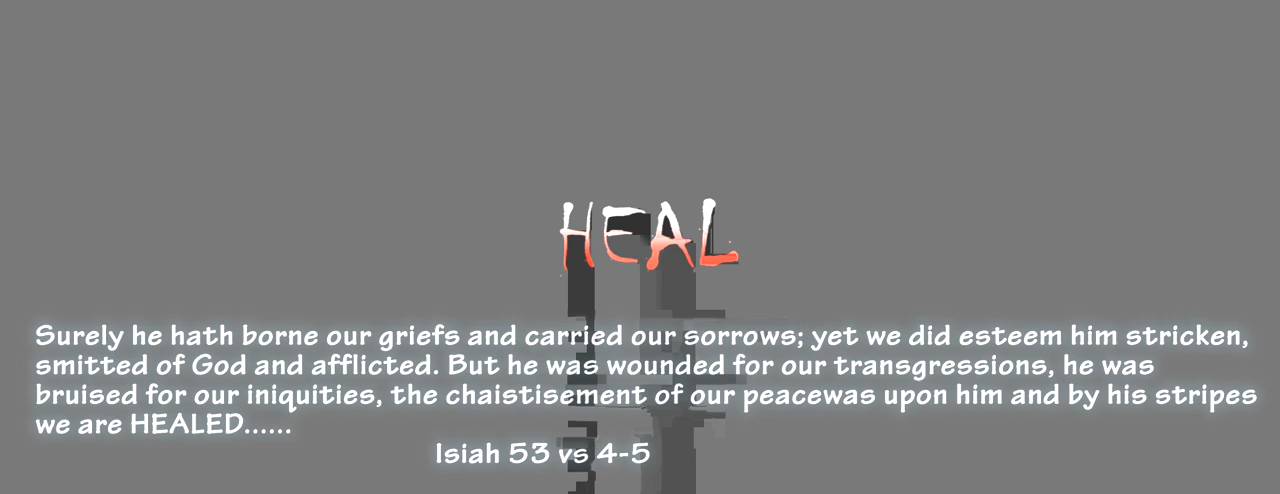 HEAL
Surely he hath borne our griefs and carried our sorrows; yet we did esteem him stricken,
smitted of God and afflicted. But he was wounded for our transgressions, he was
bruised for our iniquities, the chaistisement of our peacewas upon him and by his stripes
we are HEALED......
Isiah 53 vs 4-5